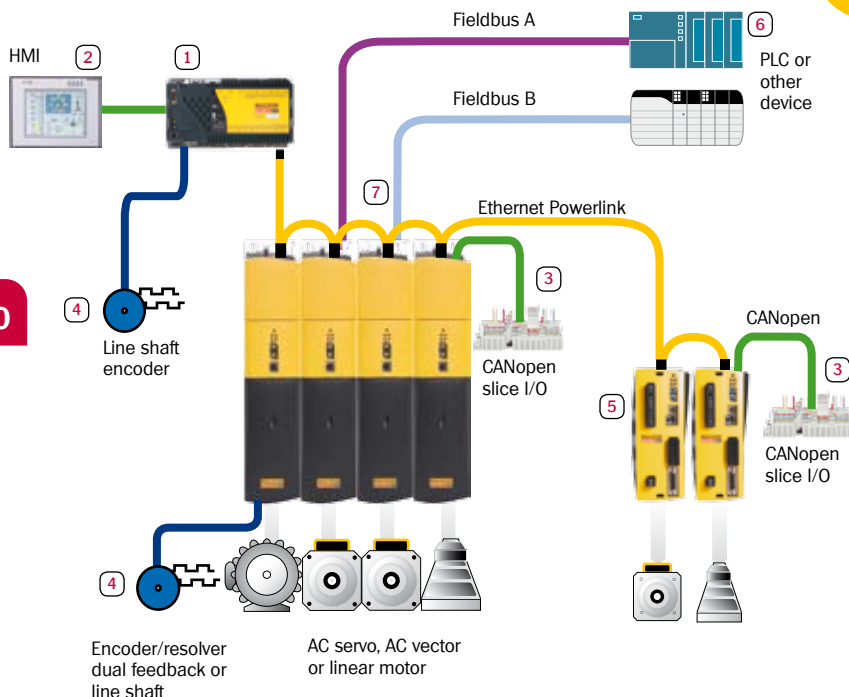 Fieldbus A
6
HMI
2
1
PLC or
other
device
Fieldbus B
7
Ethernet Powerlink
3
4
CANopen
0
Line shaft
encoder
CANopen
slice I/O
3
5
CANopen
slice I/O
4
Encoder/resolver
dual feedback or
line shaft
AC servo, AC vector
or linear motor